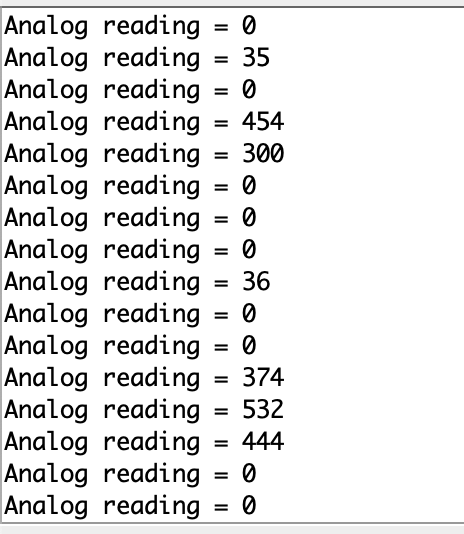 Analog reading = 0
Analog reading = 35
Analog reading = 0
Analog reading = 454
Analog reading = 300
Analog reading = 0
Analog reading = 0
Analog reading = 0
Analog reading = 36
Analog reading = 0
Analog reading = 0
Analog reading = 374
Analog reading = 532
Analog reading = 444
Analog reading = 0
Analog reading = 0